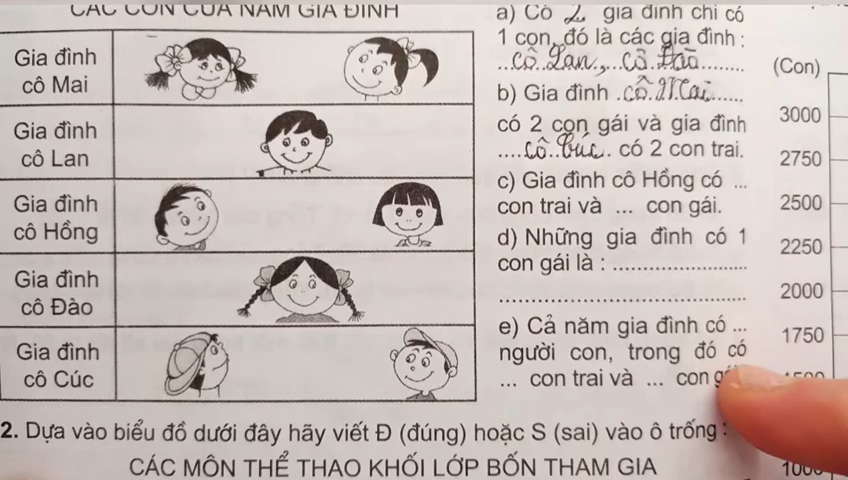 CÁC CON CỦA NĂM GIA ĐÌNH
Gia đình
cô Mai
Gia đình
cô Lan
Gia đình
cô Hồng
Gia đình
cô Đào
Gia đình
cô Cúc
a) Có 2 gia đình chỉ có
1 con, đó là các gia đình :
...cô Lan, cô Đào.......
b) Gia đình .cô Mai.....,
có 2 con gái và gia đình
....cô Cúc.. có 2 con trai.
c) Gia đình cô Hồng có ...
con trai và ... con gái.
d) Những gia đình có 1
con gái là : ......................
e) Cả năm gia đình có ...
người con, trong đó có
... con trai và ... con
2. Dựa vào biểu đồ dưới đây hãy viết Đ (đúng) hoặc S (sai) vào ô trống :
CÁC MÔN THỂ THAO KHỐI LỚP BỐN THAM GIA
(Con)
3000
2750
2500
2250
2000
1750
1000